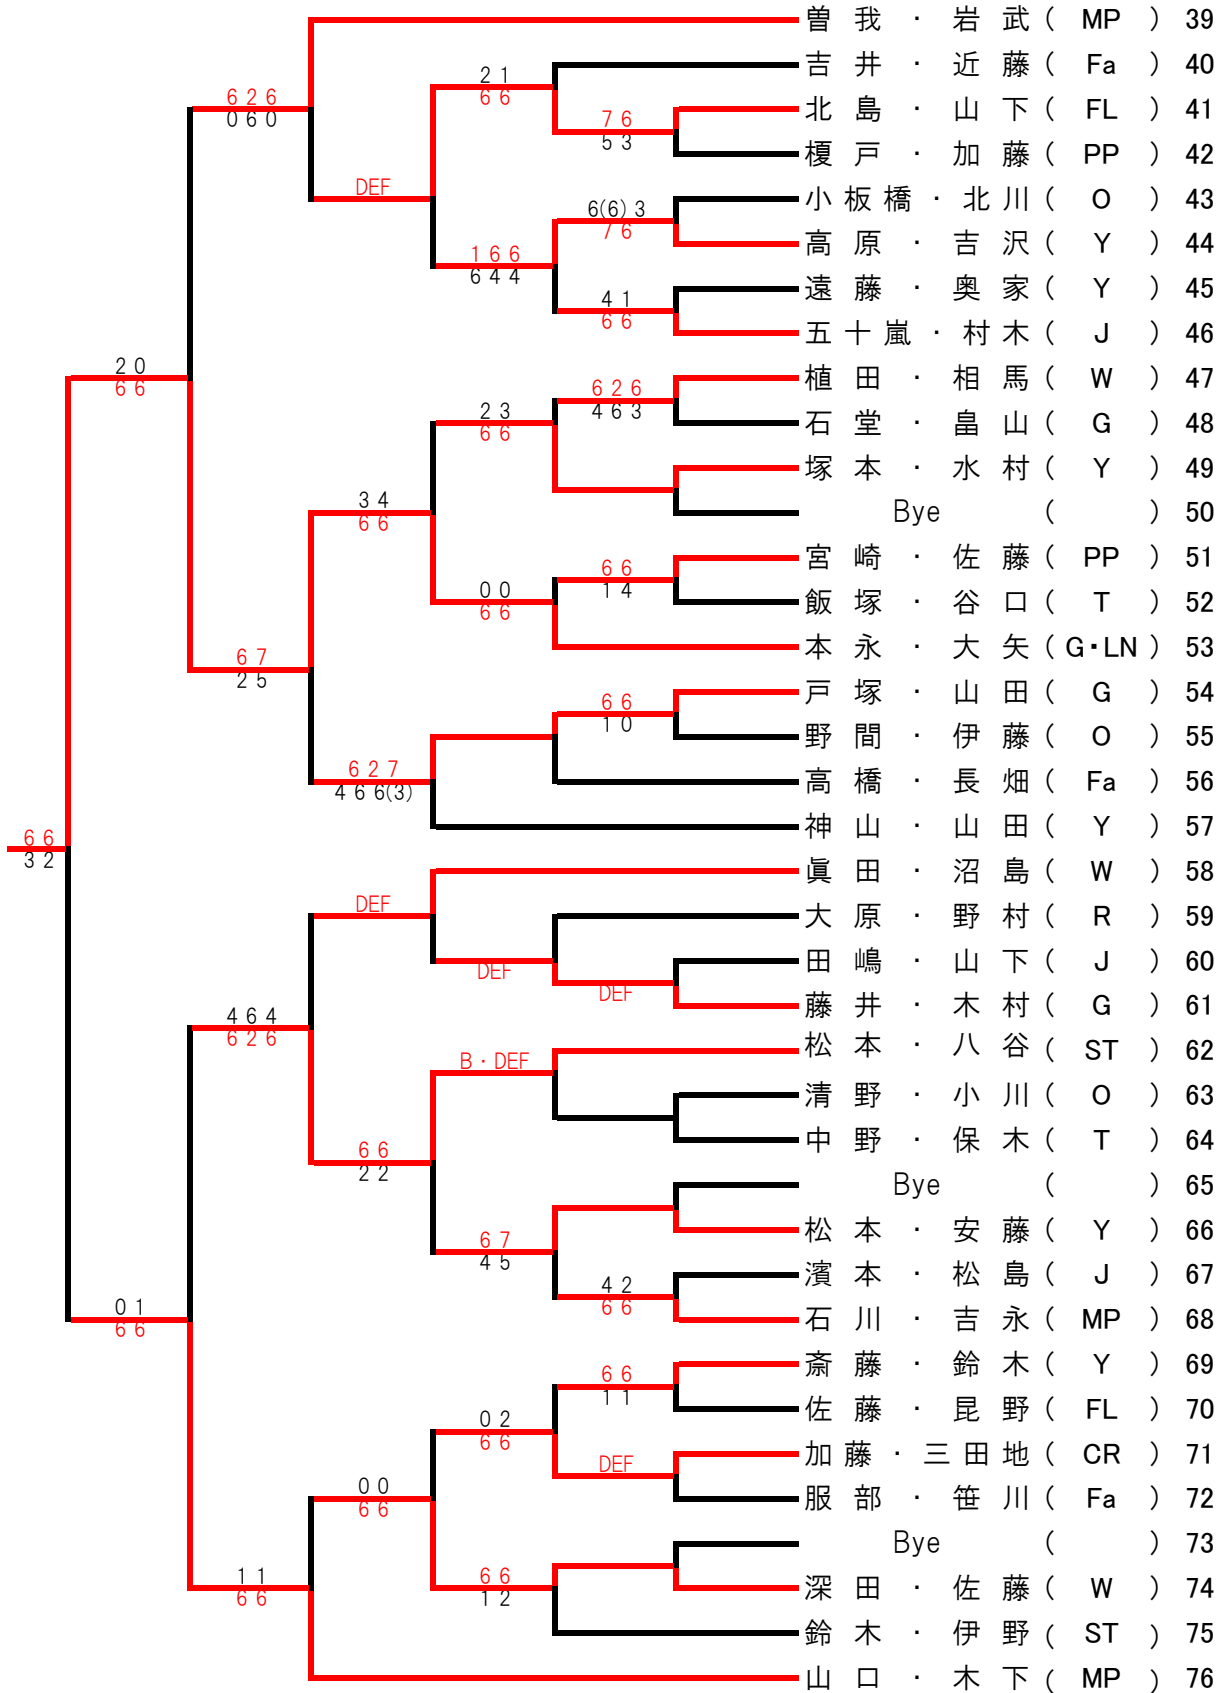 曽我・岩武(MP)39
吉井・近藤(Fa)40
2 1
6 6
6 2 6
0 6 0
北島・山下(FL)41
7 6
5 3
榎戸・加藤(PP)42
DEF
小板橋・北川(O)43
6(6) 3
7 6
高原・吉沢(Y)44
1 6 6
6 4 4
遠藤・奥家(Y)45
4 1
6 6
五十嵐・村木(J)46
2 0
6 6
植田・相馬(W)47
6 2 6
4 6 3
石堂・畠山(G)48
2 3
6 6
塚本・水村(Y)49
3 4
6 6
Bye()50
宮崎・佐藤(PP)51
6 6
1 4
飯塚・谷口(T)52
0 0
6 6
本永・大矢(G・LN)53
6 7
2 5
戸塚・山田(G)54
6 6
1 0
野間・伊藤(O)55
6 2 7
4 6 6(3)
高橋・長畑(Fa)56
神山・山田(Y)57
6 6
3 2
眞田・沼島(W)58
DEF
大原・野村(R)59
田嶋・山下(J)60
DEF
DEF
藤井・木村(G)61
4 6 4
6 2 6
松本・八谷(ST)62
B・DEF
清野・小川(O)63
中野・保木(T)64
6 6
2 2
Bye()65
松本・安藤(Y)66
6 7
4 5
濱本・松島(J)67
4 2
6 6
石川・吉永(MP)68
0 1
6 6
斎藤・鈴木(Y)69
6 6
1 1
佐藤・昆野(FL)70
0 2
6 6
加藤・三田地(CR)71
DEF
服部・笹川(Fa)72
0 0
6 6
Bye()73
深田・佐藤(W)74
6 6
1 2
1 1
6 6
鈴木・伊野(ST)75
山口・木下(MP)76